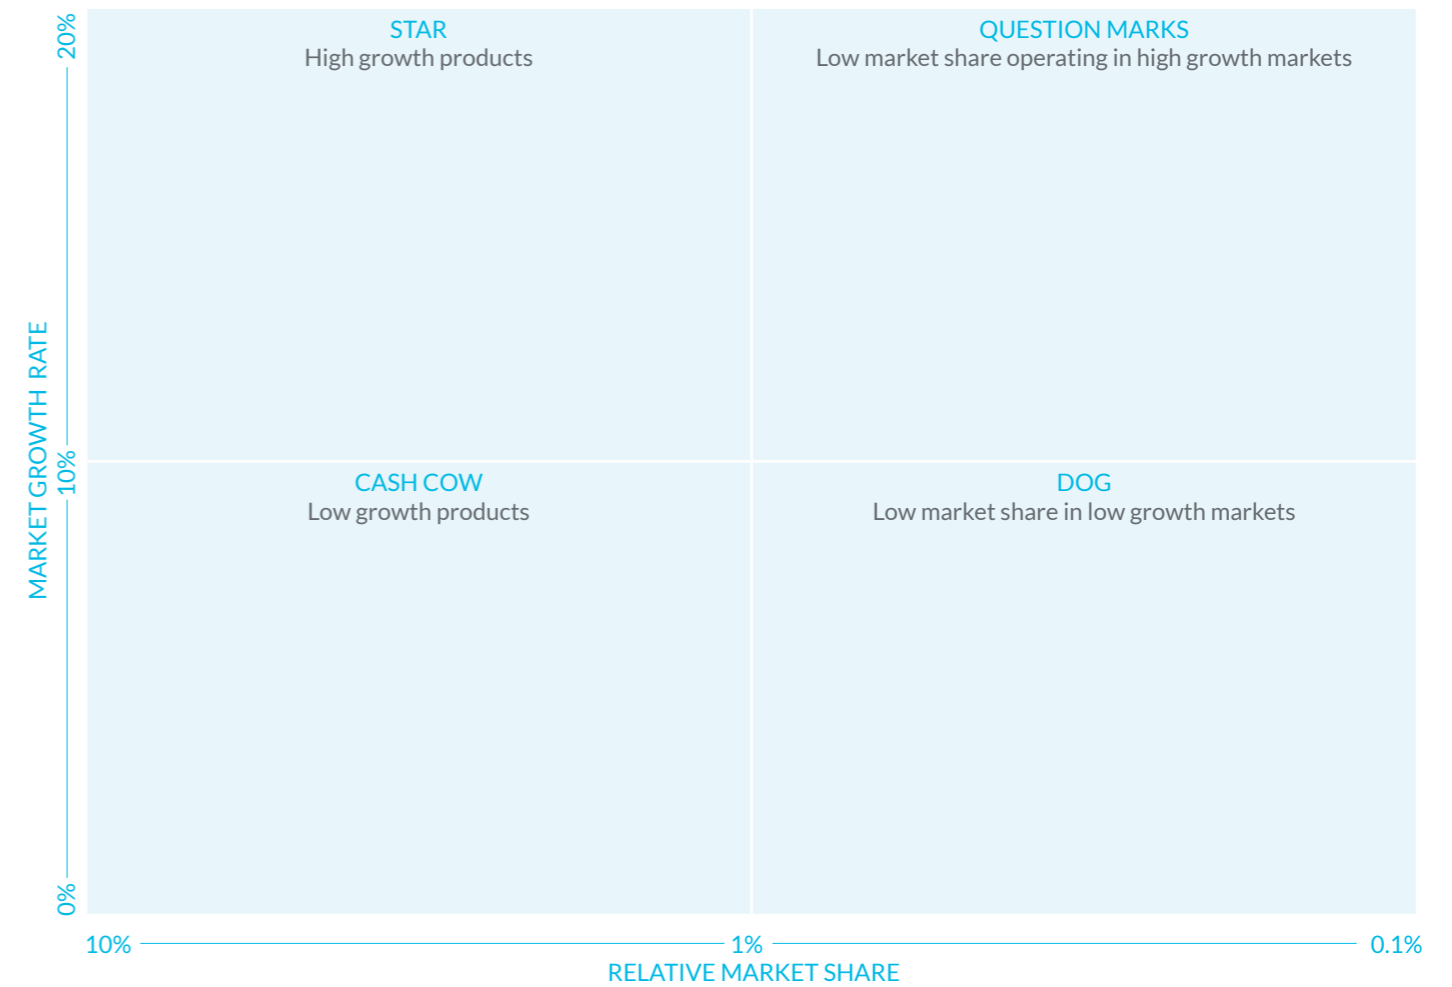 20%
STAR
High growth products
QUESTION MARKS
Low market share operating in high growth markets
MARKET GROWTH RATE
10%
CASH COW
Low growth products
DOG
Low market share in low growth markets
0%
10%
1%
0.1%
RELATIVE MARKET SHARE